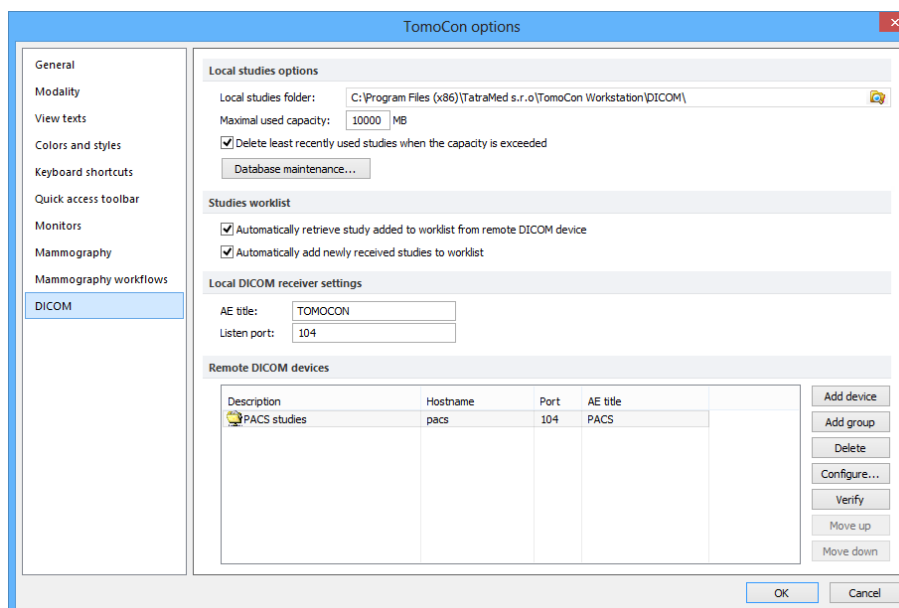 TomoCon options
General
Modality
View texts
Colors and styles
Keyboard shortcuts
Quick access toolbar
Monitors
Mammography
Mammography workflows
DICOM
Local studies options
Local studies folder: C:\Program Files (x86)\TatraMed s.r.o\TomoCon Workstation\DICOM\
Maximal used capacity: 10000 MB
Delete least recently used studies when the capacity is exceeded
Database maintenance...
Studies worklist
Automatically retrieve study added to worklist from remote DICOM device
Automatically add newly received studies to worklist
Local DICOM receiver settings
AE title: TOMOCON
Listen port: 104
Remote DICOM devices
Description Hostname Port AE title
PACS studies pacs 104 PACS
Add device
Add group
Delete
Configure...
Verify
Move up
Move down
OK Cancel